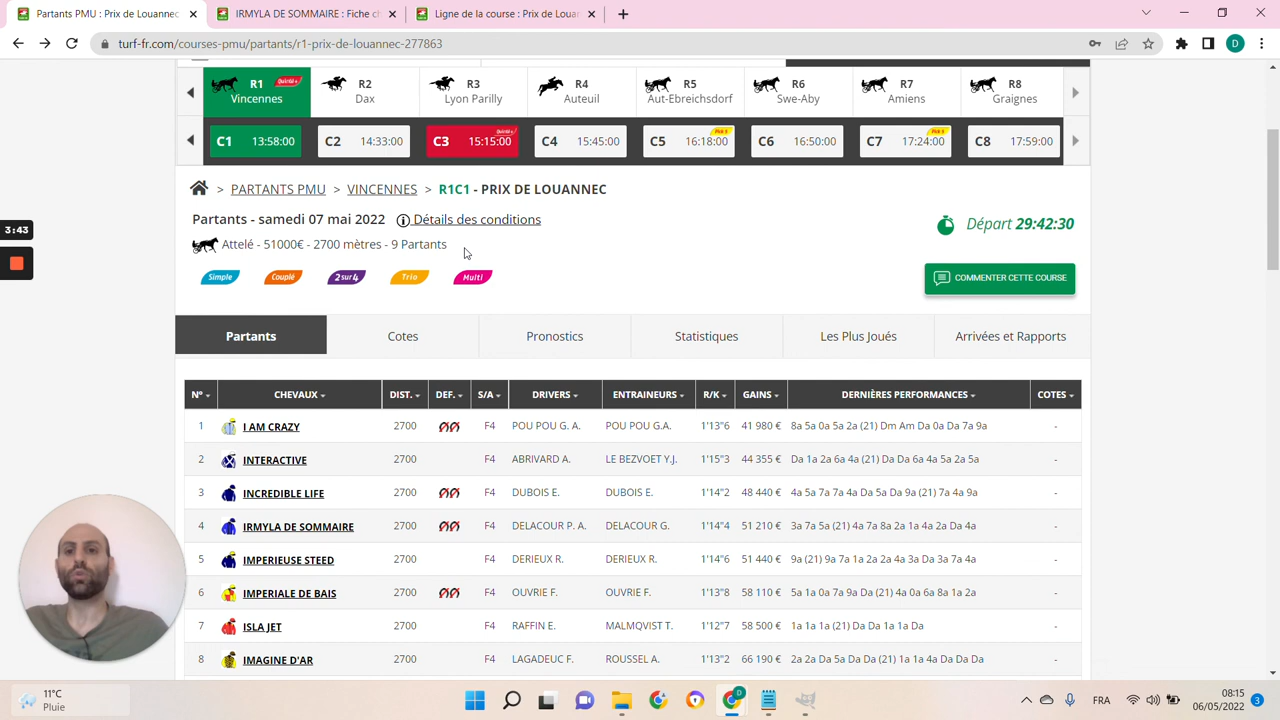 Partants PMU : Prix de Louannec
IRMYLA DE SOMMAIRE : Fiche ch
Ligne de la course : Prix de Louan
turf-fr.com/courses-pmu/partants/r1-prix-de-louannec-277863
D
R1 Quinté+
Vincennes
R2
Dax
R3
Lyon Parilly
R4
Auteuil
R5
Aut-Ebreichsdorf
R6
Swe-Aby
R7
Amiens
R8
Graignes
C1 13:58:00
C2 14:33:00
C3 15:15:00 Quinté+
C4 15:45:00
C5 16:18:00 Pick 5
C6 16:50:00
C7 17:24:00 Pick 5
C8 17:59:00
> PARTANTS PMU > VINCENNES > R1C1 - PRIX DE LOUANNEC
Partants - samedi 07 mai 2022 Détails des conditions
Départ 29:42:30
3:43
Attelé - 51000€ - 2700 mètres - 9 Partants
Simple Couplé 2sur4 Trio Multi
COMMENTER CETTE COURSE
Partants Cotes Pronostics Statistiques Les Plus Joués Arrivées et Rapports
N° CHEVAUX DIST. DEF. S/A DRIVERS ENTRAINEURS R/K GAINS DERNIÈRES PERFORMANCES COTES
1 I AM CRAZY 2700 F4 POU POU G. A. POU POU G.A. 1'13"6 41 980 € 8a 5a 0a 5a 2a (21) Dm Am Da 0a Da 7a 9a -
2 INTERACTIVE 2700 F4 ABRIVARD A. LE BEZVOET Y.J. 1'15"3 44 355 € Da 1a 2a 6a 4a (21) Da Da 6a 4a 5a 2a 5a -
3 INCREDIBLE LIFE 2700 F4 DUBOIS E. DUBOIS E. 1'14"2 48 440 € 4a 5a 7a 7a 4a Da 5a Da 9a (21) 7a 4a 9a -
4 IRMYLA DE SOMMAIRE 2700 F4 DELACOUR P. A. DELACOUR G. 1'14"4 51 210 € 3a 7a 5a (21) 4a 7a 8a 2a 1a 4a 2a Da 4a -
5 IMPERIEUSE STEED 2700 F4 DERIEUX R. DERIEUX R. 1'14"6 51 440 € 9a (21) 9a 7a 1a 2a 2a 4a 3a Da 3a 7a 4a -
6 IMPERIALE DE BAIS 2700 F4 OUVRIE F. OUVRIE F. 1'13"8 58 110 € 5a 1a 0a 7a 9a Da (21) 4a 0a 6a 8a 1a 2a -
7 ISLA JET 2700 F4 RAFFIN E. MALMQVIST T. 1'12"7 58 500 € 1a 1a 1a (21) Da Da 1a 1a Da -
8 IMAGINE D'AR 2700 F4 LAGADEUC F. ROUSSEL A. 1'13"2 66 190 € 2a 2a Da 5a Da Da (21) 1a 1a 4a Da Da Da -
11°C
Pluie
D
FRA
08:15
06/05/2022
3